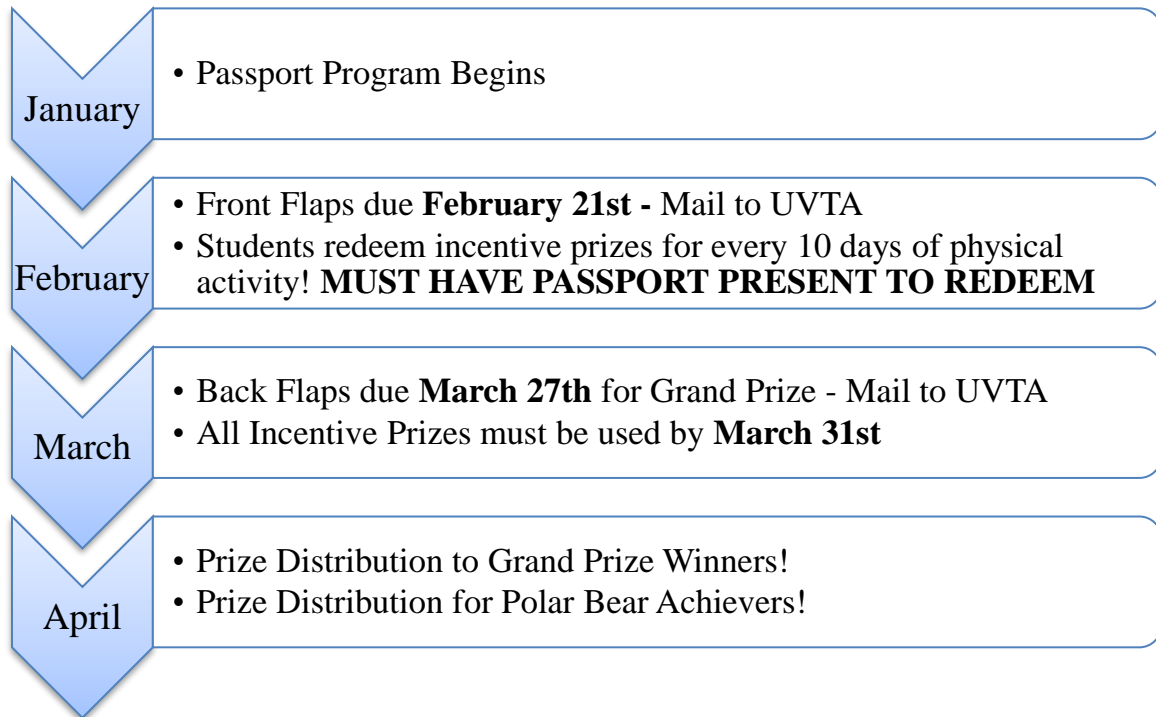 January
• Passport Program Begins
February
• Front Flaps due February 21st - Mail to UVTA
• Students redeem incentive prizes for every 10 days of physical
activity! MUST HAVE PASSPORT PRESENT TO REDEEM
March
• Back Flaps due March 27th for Grand Prize - Mail to UVTA
• All Incentive Prizes must be used by March 31st
April
• Prize Distribution to Grand Prize Winners!
• Prize Distribution for Polar Bear Achievers!